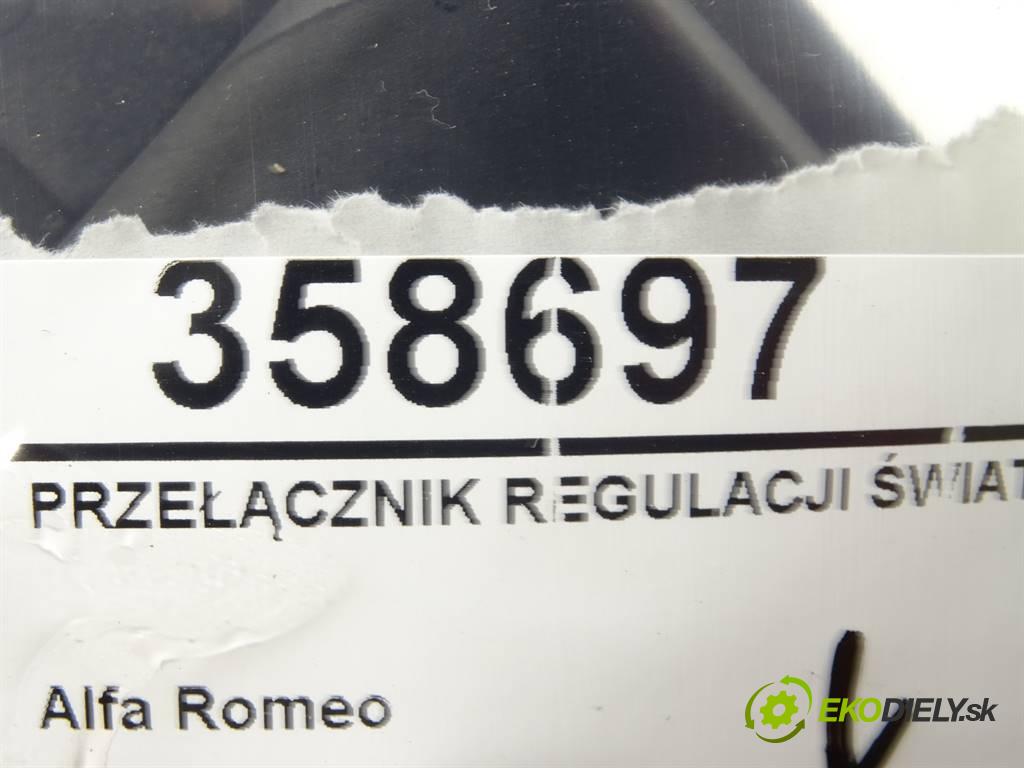 358697
PRZEŁĄCZNIK REGULACJI ŚWIAT
Alfa Romeo
EKODIELY.sk